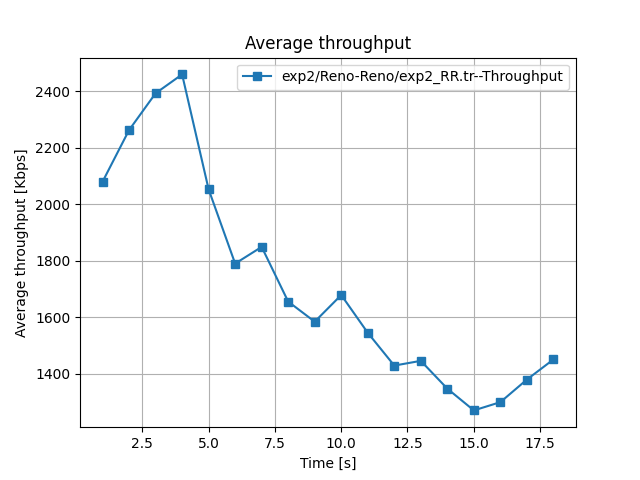 Average throughput
exp2/Reno-Reno/exp2_RR.tr--Throughput
Average throughput [Kbps]
2400
2200
2000
1800
1600
1400
2.5 5.0 7.5 10.0 12.5 15.0 17.5
Time [s]